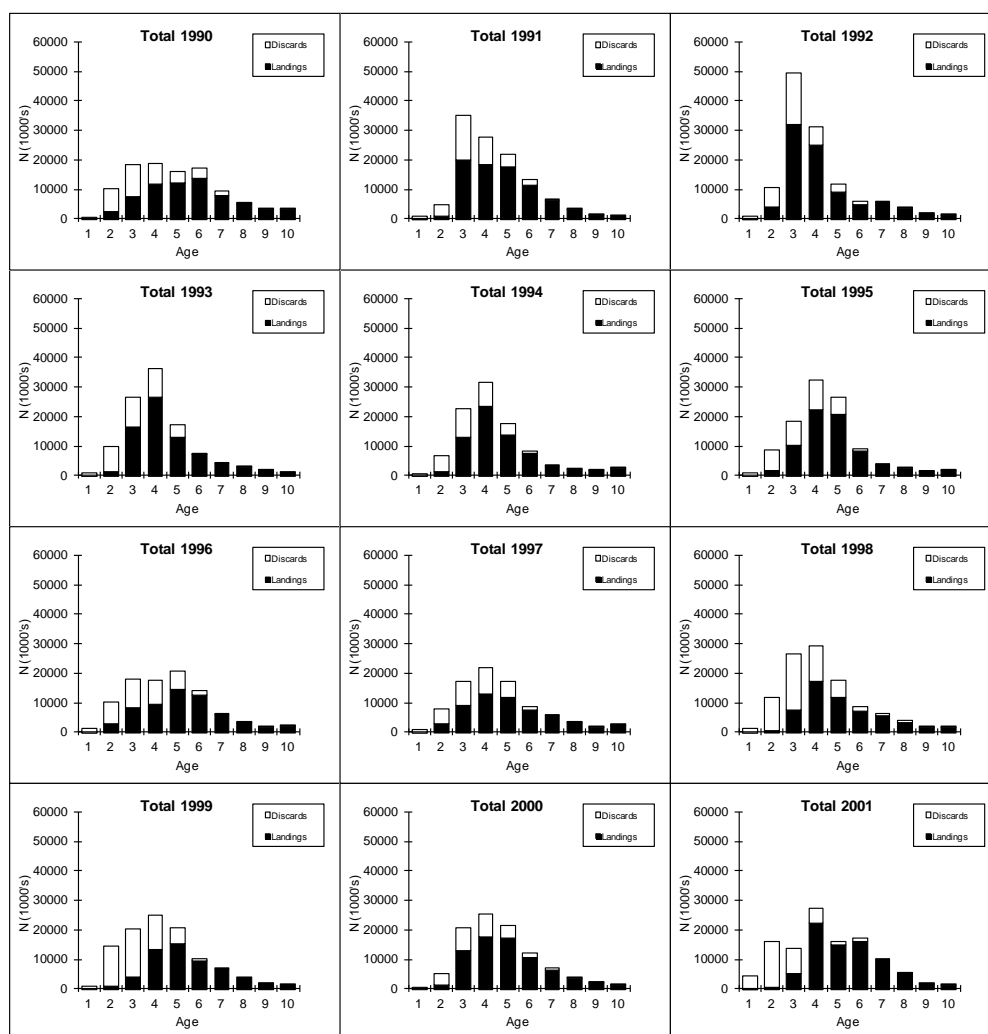 Total 1990
Discards
Landings
N (1000's)
60000
50000
40000
30000
20000
10000
0
1 2 3 4 5 6 7 8 9 10
Age
Total 1991
Discards
Landings
N (1000's)
60000
50000
40000
30000
20000
10000
0
1 2 3 4 5 6 7 8 9 10
Age
Total 1992
Discards
Landings
N (1000's)
60000
50000
40000
30000
20000
10000
0
1 2 3 4 5 6 7 8 9 10
Age
Total 1993
Discards
Landings
N (1000's)
60000
50000
40000
30000
20000
10000
0
1 2 3 4 5 6 7 8 9 10
Age
Total 1994
Discards
Landings
N (1000's)
60000
50000
40000
30000
20000
10000
0
1 2 3 4 5 6 7 8 9 10
Age
Total 1995
Discards
Landings
N (1000's)
60000
50000
40000
30000
20000
10000
0
1 2 3 4 5 6 7 8 9 10
Age
Total 1996
Discards
Landings
N (1000's)
60000
50000
40000
30000
20000
10000
0
1 2 3 4 5 6 7 8 9 10
Age
Total 1997
Discards
Landings
N (1000's)
60000
50000
40000
30000
20000
10000
0
1 2 3 4 5 6 7 8 9 10
Age
Total 1998
Discards
Landings
N (1000's)
60000
50000
40000
30000
20000
10000
0
1 2 3 4 5 6 7 8 9 10
Age
Total 1999
Discards
Landings
N (1000's)
60000
50000
40000
30000
20000
10000
0
1 2 3 4 5 6 7 8 9 10
Age
Total 2000
Discards
Landings
N (1000's)
60000
50000
40000
30000
20000
10000
0
1 2 3 4 5 6 7 8 9 10
Age
Total 2001
Discards
Landings
N (1000's)
60000
50000
40000
30000
20000
10000
0
1 2 3 4 5 6 7 8 9 10
Age